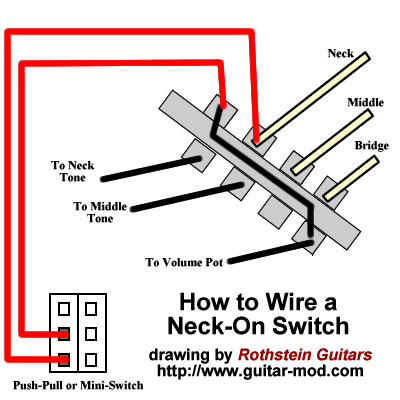 Neck
Middle
Bridge
To Neck
Tone
To Middle
Tone
To Volume Pot
How to Wire a
Neck-On Switch
drawing by Rothstein Guitars
http://www.guitar-mod.com
Push-Pull or Mini-Switch